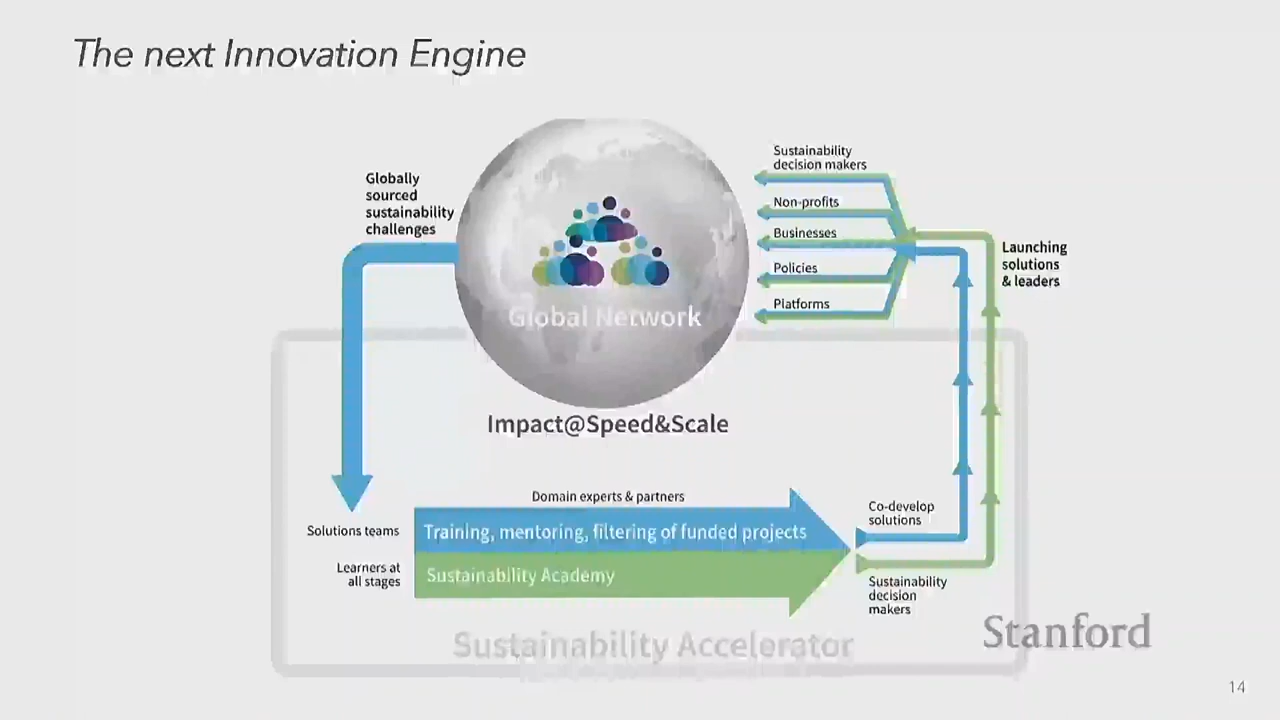 The next Innovation Engine
Globally
sourced
sustainability
challenges
Global Network
Impact@Speed&Scale
Sustainability
decision makers
Non-profits
Businesses
Policies
Platforms
Launching
solutions
& leaders
Domain experts & partners
Solutions teams
Training, mentoring, filtering of funded projects
Learners at
all stages
Sustainability Academy
Co-develop
solutions
Sustainability
decision
makers
Sustainability Accelerator
Stanford
14